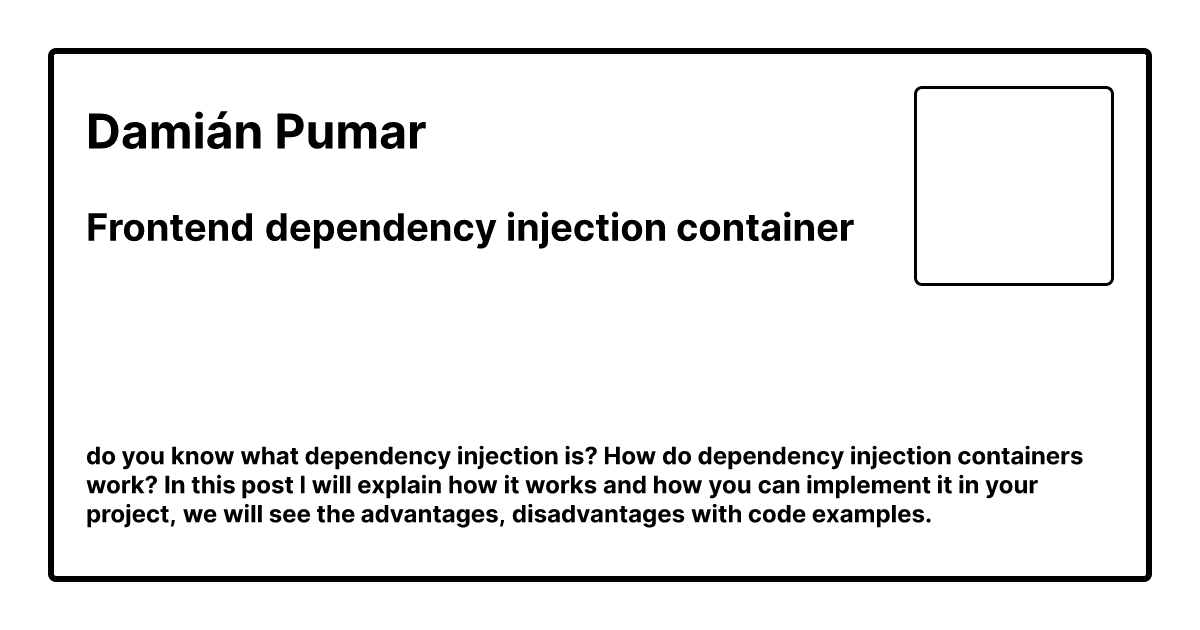 Damián Pumar
Frontend dependency injection container
do you know what dependency injection is? How do dependency injection containers
work? In this post I will explain how it works and how you can implement it in your
project, we will see the advantages, disadvantages with code examples.